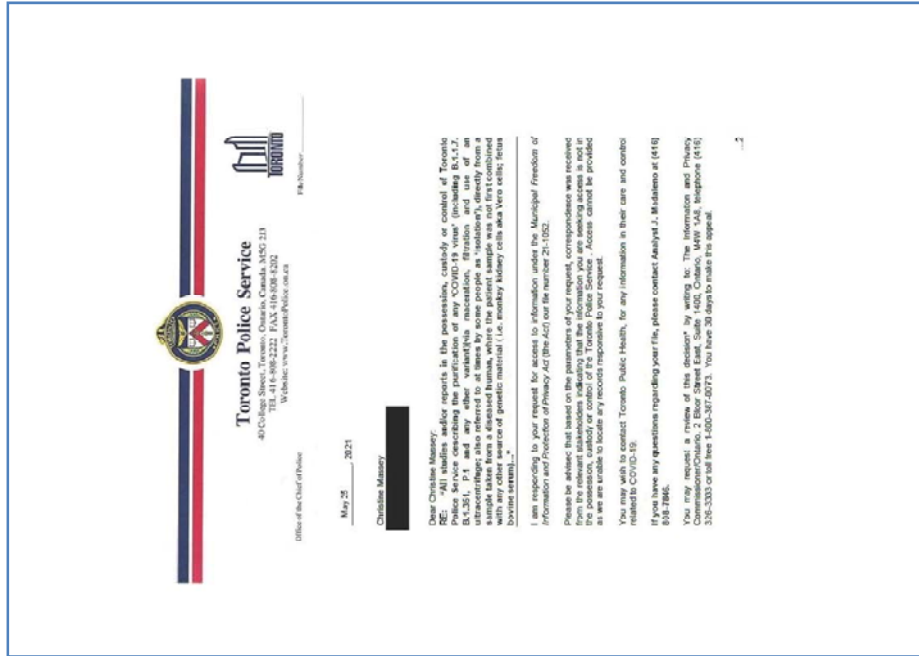 TORONTO
Toronto Police Service
40 College Street, Toronto, Ontario, Canada. M5G 2J3
TEL 416-808-2222 FAX 416-808-8202
Website: www.TorontoPolice.on.ca
Office of the Chief of Police
File Number
May 25 2021
Christine Massey
Dear Christine Massey:
RE: "All studies and/or reports in the possession, custody or control of Toronto
Police Service describing the purification of any "COVID-19 virus" (including B.1.1.7,
B.1.351, P.1 and any other variant)(via maceration, filtration and use of an
ultracentrifuge; also referred to at times by some people as "isolation"), directly from a
sample taken from a diseased human, where the patient sample was not first combined
with any other source of genetic material ( i.e. monkey kidney cells aka Vero cells; fetus
bovine serum)..."
I am responding to your request for access to information under the Municipal Freedom of
Information and Protection of Privacy Act (the Act) our file number 21-1052.
Please be advised that based on the parameters of your request, correspondence was received
from the relevant stakeholders indicating that the information you are seeking access is not in
the possession, custody or control of the Toronto Police Service . Access cannot be provided
as we are unable to locate any records responsive to your request.
You may wish to contact Toronto Public Health, for any information in their care and control
related to COVID-19.
If you have any questions regarding your file, please contact Analyst J. Madaleno at (416)
808-7846.
You may request a review of this decision* by writing to: The Information and Privacy
Commissioner/Ontario, 2 Bloor Street East, Suite 1400, Ontario, M4W 1A8, telephone (416)
326-3333 or toll free 1-800-387-0073. You have 30 days to make this appeal.
...2